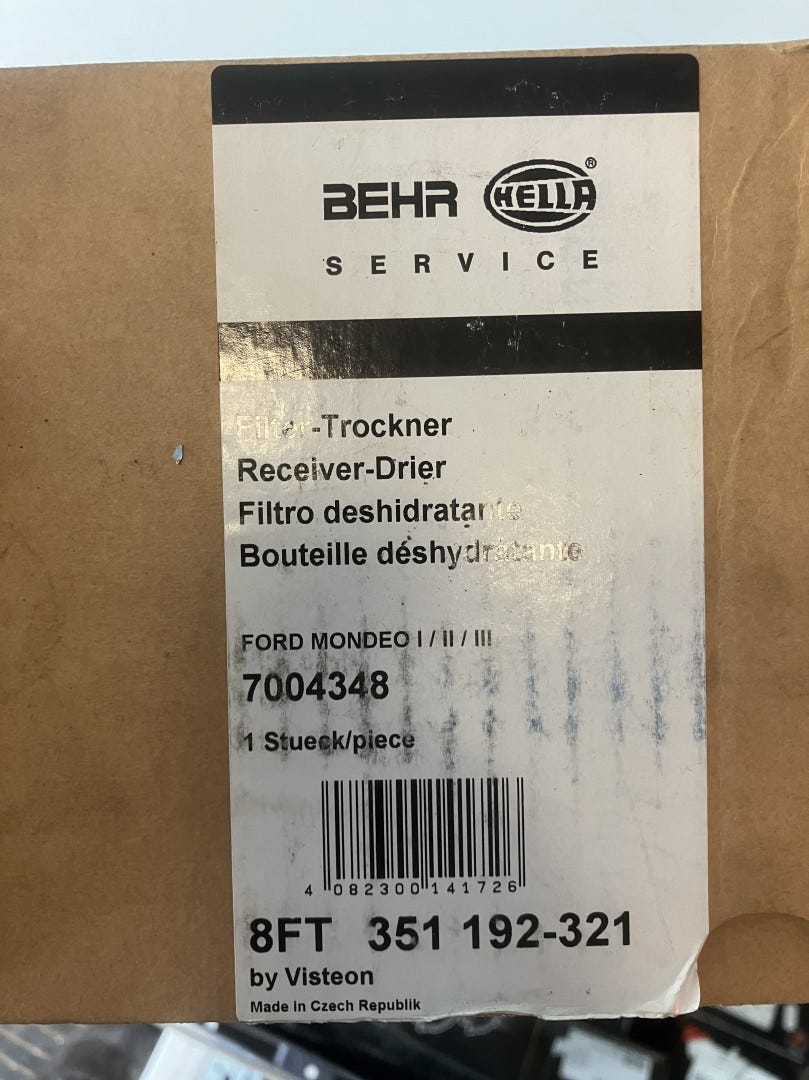 BEHR HELLA®
SERVICE
Filter-Trockner
Receiver-Drier
Filtro deshidratante
Bouteille déshydratante
FORD MONDEO I / II / III
7004348
1 Stueck/piece
4 082300 141726
8FT 351 192-321
by Visteon
Made in Czech Republik